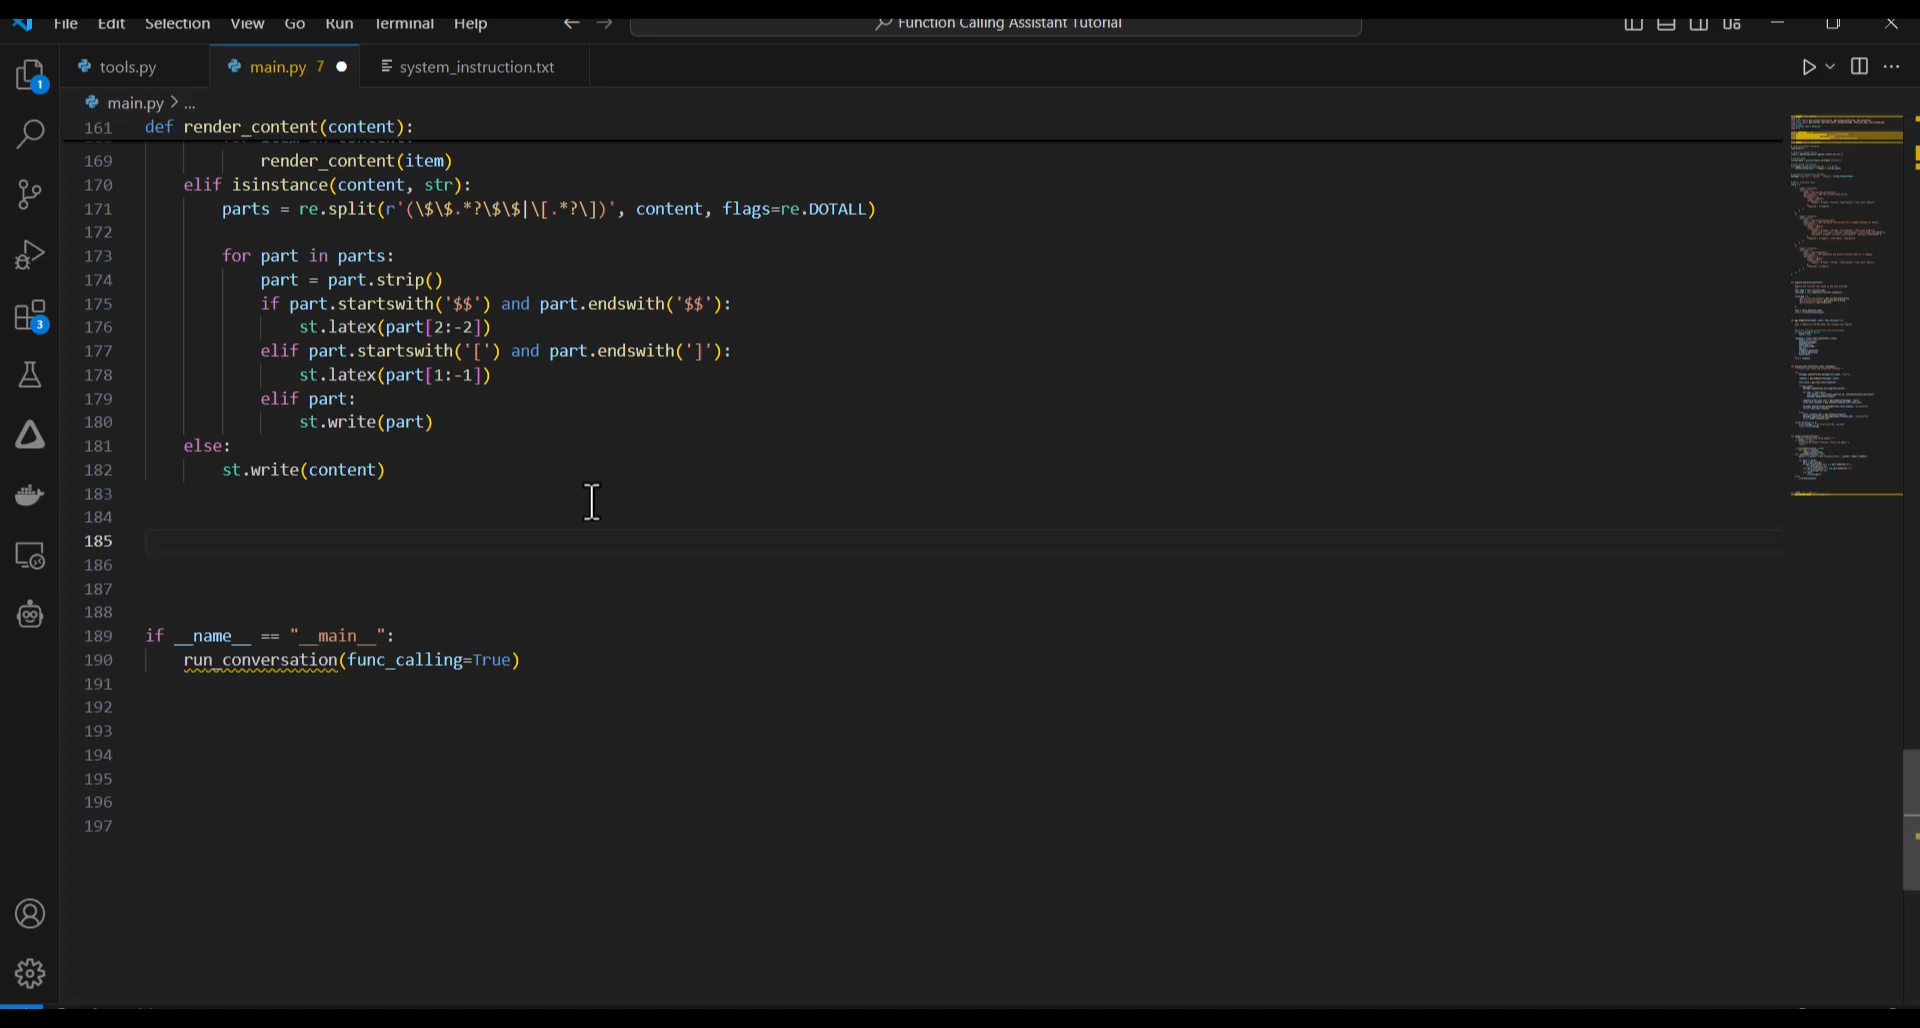 File Edit Selection View Go Run Terminal Help Function Calling Assistant Tutorial
tools.py main.py 7 system_instruction.txt
main.py > ...
161 def render_content(content):
169 render_content(item)
170 elif isinstance(content, str):
171 parts = re.split(r'(\$\$.*?\$\$|\[.*?\])', content, flags=re.DOTALL)
172
173 for part in parts:
174 part = part.strip()
175 if part.startswith('$$') and part.endswith('$$'):
176 st.latex(part[2:-2])
177 elif part.startswith('[') and part.endswith(']'):
178 st.latex(part[1:-1])
179 elif part:
180 st.write(part)
181 else:
182 st.write(content)
183
184
185
186
187
188
189 if __name__ == "__main__":
190 run_conversation(func_calling=True)
191
192
193
194
195
196
197
1
3